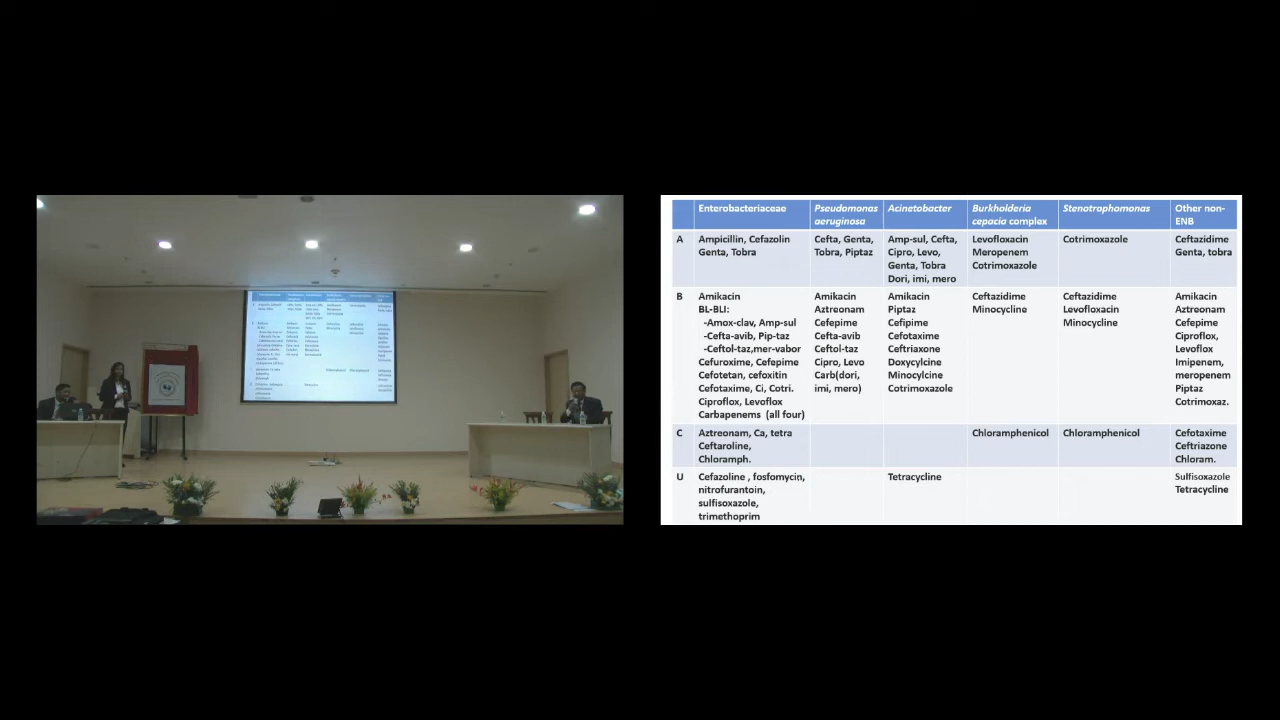 Enterobacteriaceae
Pseudomonas
aeruginosa
Acinetobacter
Burkholderia
cepacia complex
Stenotrophomonas
Other non-
ENB
A
Ampicillin, Cefazolin
Genta, Tobra
Cefta, Genta,
Tobra, Piptaz
Amp-sul, Cefta,
Cipro, Levo,
Genta, Tobra
Dori, imi, mero
Levofloxacin
Meropenem
Cotrimoxazole
Cotrimoxazole
Ceftazidime
Genta, tobra
B
Amikacin
BL-BLI:
-Amox-clav, Amp-sul
-Cefta-avib, Pip-taz
-Ceftol-taz,mer-vabor
Cefuroxime, Cefepime
Cefotetan, cefoxitin
Cefotaxime, Ci, Cotri.
Ciproflox, Levoflox
Carbapenems (all four)
Amikacin
Aztreonam
Cefepime
Cefta-avib
Ceftol-taz
Cipro, Levo
Carb(dori,
imi, mero)
Amikacin
Piptaz
Cefipime
Cefotaxime
Ceftriaxone
Doxycylcine
Minocylcine
Cotrimoxazole
Ceftazidime
Minocycline
Ceftazidime
Levofloxacin
Minocycline
Amikacin
Aztreonam
Cefepime
Ciproflox,
Levoflox
Imipenem,
meropenem
Piptaz
Cotrimoxaz.
C
Aztreonam, Ca, tetra
Ceftaroline,
Chloramph.
Chloramphenicol
Chloramphenicol
Cefotaxime
Ceftriazone
Chloram.
U
Cefazoline , fosfomycin,
nitrofurantoin,
sulfisoxazole,
trimethoprim
Tetracycline
Sulfisoxazole
Tetracycline